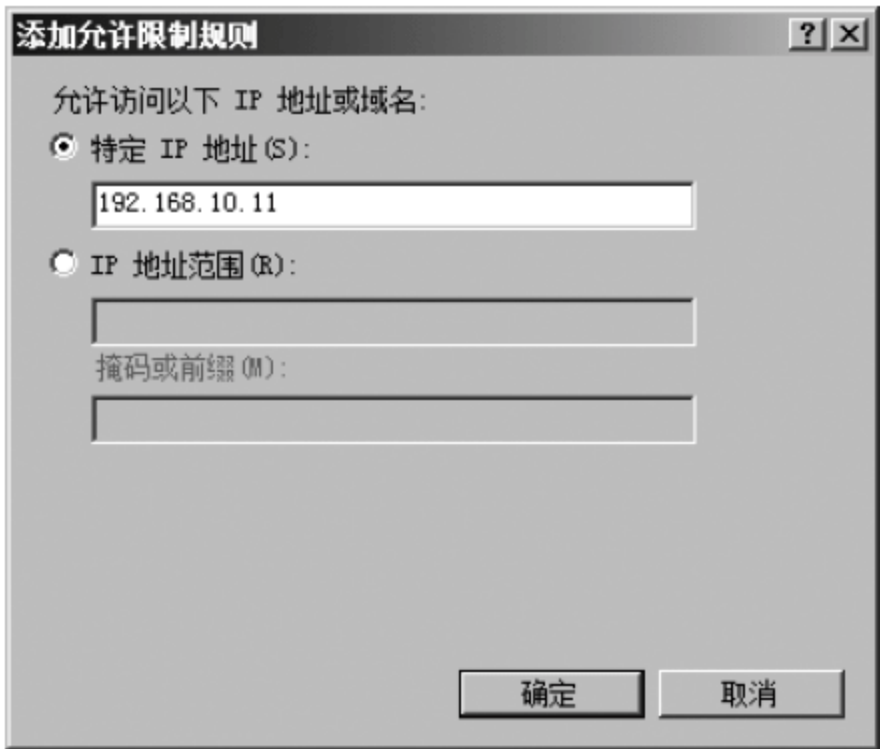 添加允许限制规则
允许访问以下 IP 地址或域名:
特定 IP 地址(S):
192.168.10.11
IP 地址范围(R):
掩码或前缀(M):
确定 取消